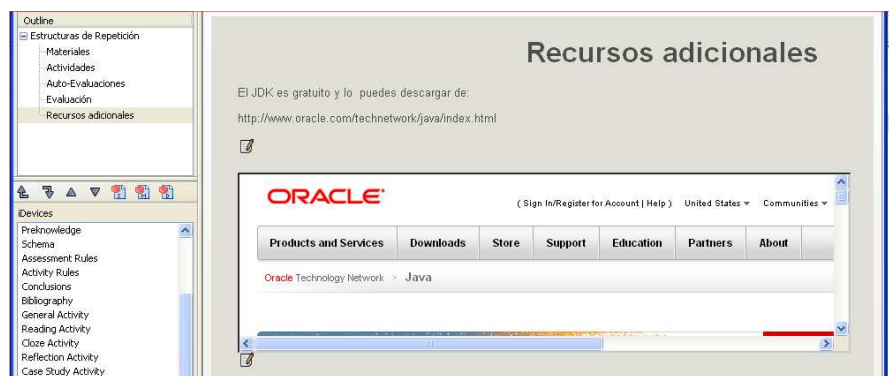 Outline
Estructuras de Repetición
Materiales
Actividades
Auto-Evaluaciones
Evaluación
Recursos adicionales
iDevices
Preknowledge
Schema
Assessment Rules
Activity Rules
Conclusions
Bibliography
General Activity
Reading Activity
Cloze Activity
Reflection Activity
Case Study Activity
Recursos adicionales
El JDK es gratuito y lo puedes descargar de:
http://www.oracle.com/technetwork/java/index.html
ORACLE
( Sign In/Register for Account | Help ) United States Communities
Products and Services Downloads Store Support Education Partners About
Oracle Technology Network > Java